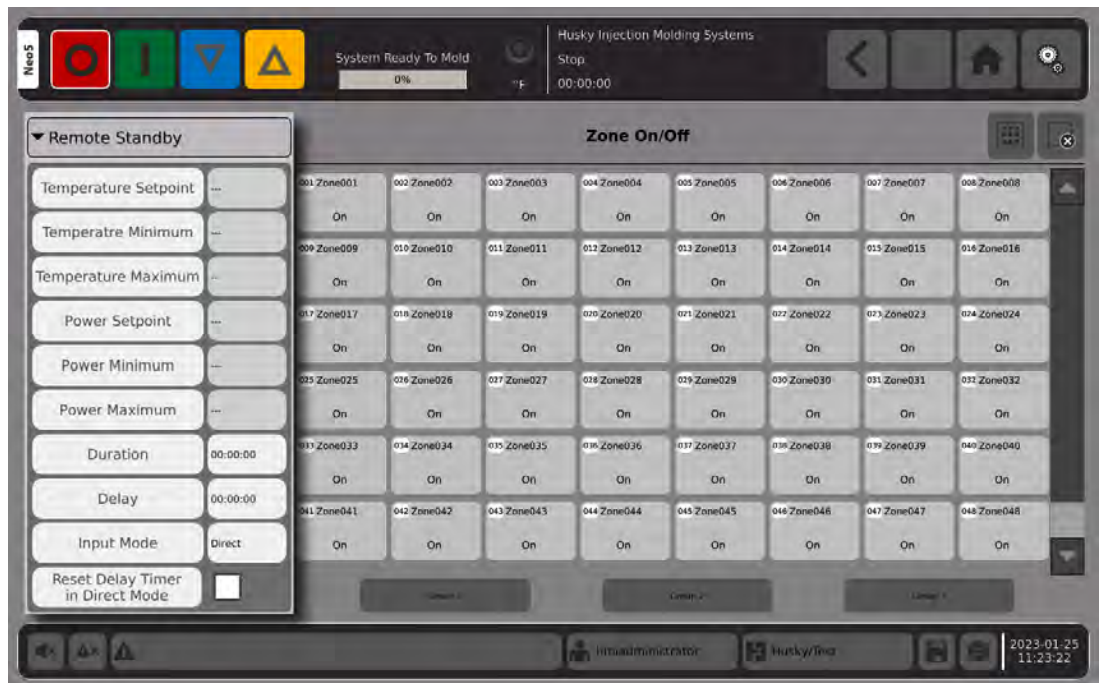 Neo5
System Ready To Mold
0%
°F
Husky Injection Molding Systems
Stop
00:00:00
Remote Standby
Zone On/Off
Temperature Setpoint ---
Temperatre Minimum ---
Temperature Maximum ---
Power Setpoint ---
Power Minimum ---
Power Maximum ---
Duration 00:00:00
Delay 00:00:00
Input Mode Direct
Reset Delay Timer
in Direct Mode
001 Zone001 002 Zone002 003 Zone003 004 Zone004 005 Zone005 006 Zone006 007 Zone007 008 Zone008
On On On On On On On On
009 Zone009 010 Zone010 011 Zone011 012 Zone012 013 Zone013 014 Zone014 015 Zone015 016 Zone016
On On On On On On On On
017 Zone017 018 Zone018 019 Zone019 020 Zone020 021 Zone021 022 Zone022 023 Zone023 024 Zone024
On On On On On On On On
025 Zone025 026 Zone026 027 Zone027 028 Zone028 029 Zone029 030 Zone030 031 Zone031 032 Zone032
On On On On On On On On
033 Zone033 034 Zone034 035 Zone035 036 Zone036 037 Zone037 038 Zone038 039 Zone039 040 Zone040
On On On On On On On On
041 Zone041 042 Zone042 043 Zone043 044 Zone044 045 Zone045 046 Zone046 047 Zone047 048 Zone048
On On On On On On On On
Husky/Test
2023-01-25
11:23:22